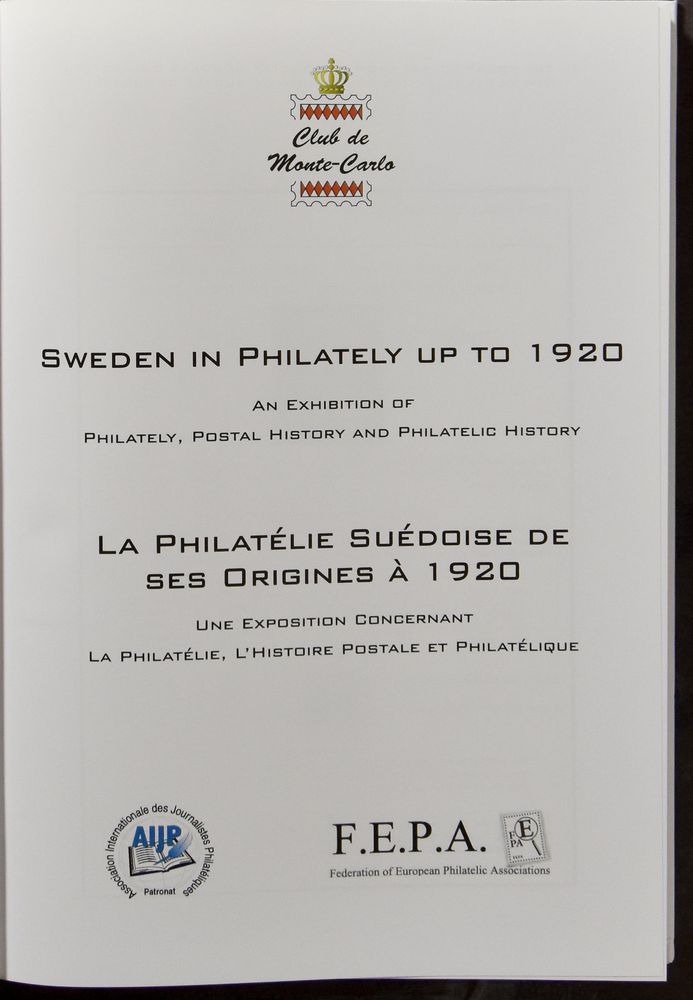 Club de
Monte-Carlo
SWEDEN IN PHILATELY UP TO 1920
AN EXHIBITION OF
PHILATELY, POSTAL HISTORY AND PHILATELIC HISTORY
LA PHILATÉLIE SUÉDOISE DE
SES ORIGINES À 1920
UNE EXPOSITION CONCERNANT
LA PHILATÉLIE, L'HISTOIRE POSTALE ET PHILATÉLIQUE
Association Internationale des Journalistes Philatéliques
AIJP
Patronat
F.E.P.A.
Federation of European Philatelic Associations
F E
PA